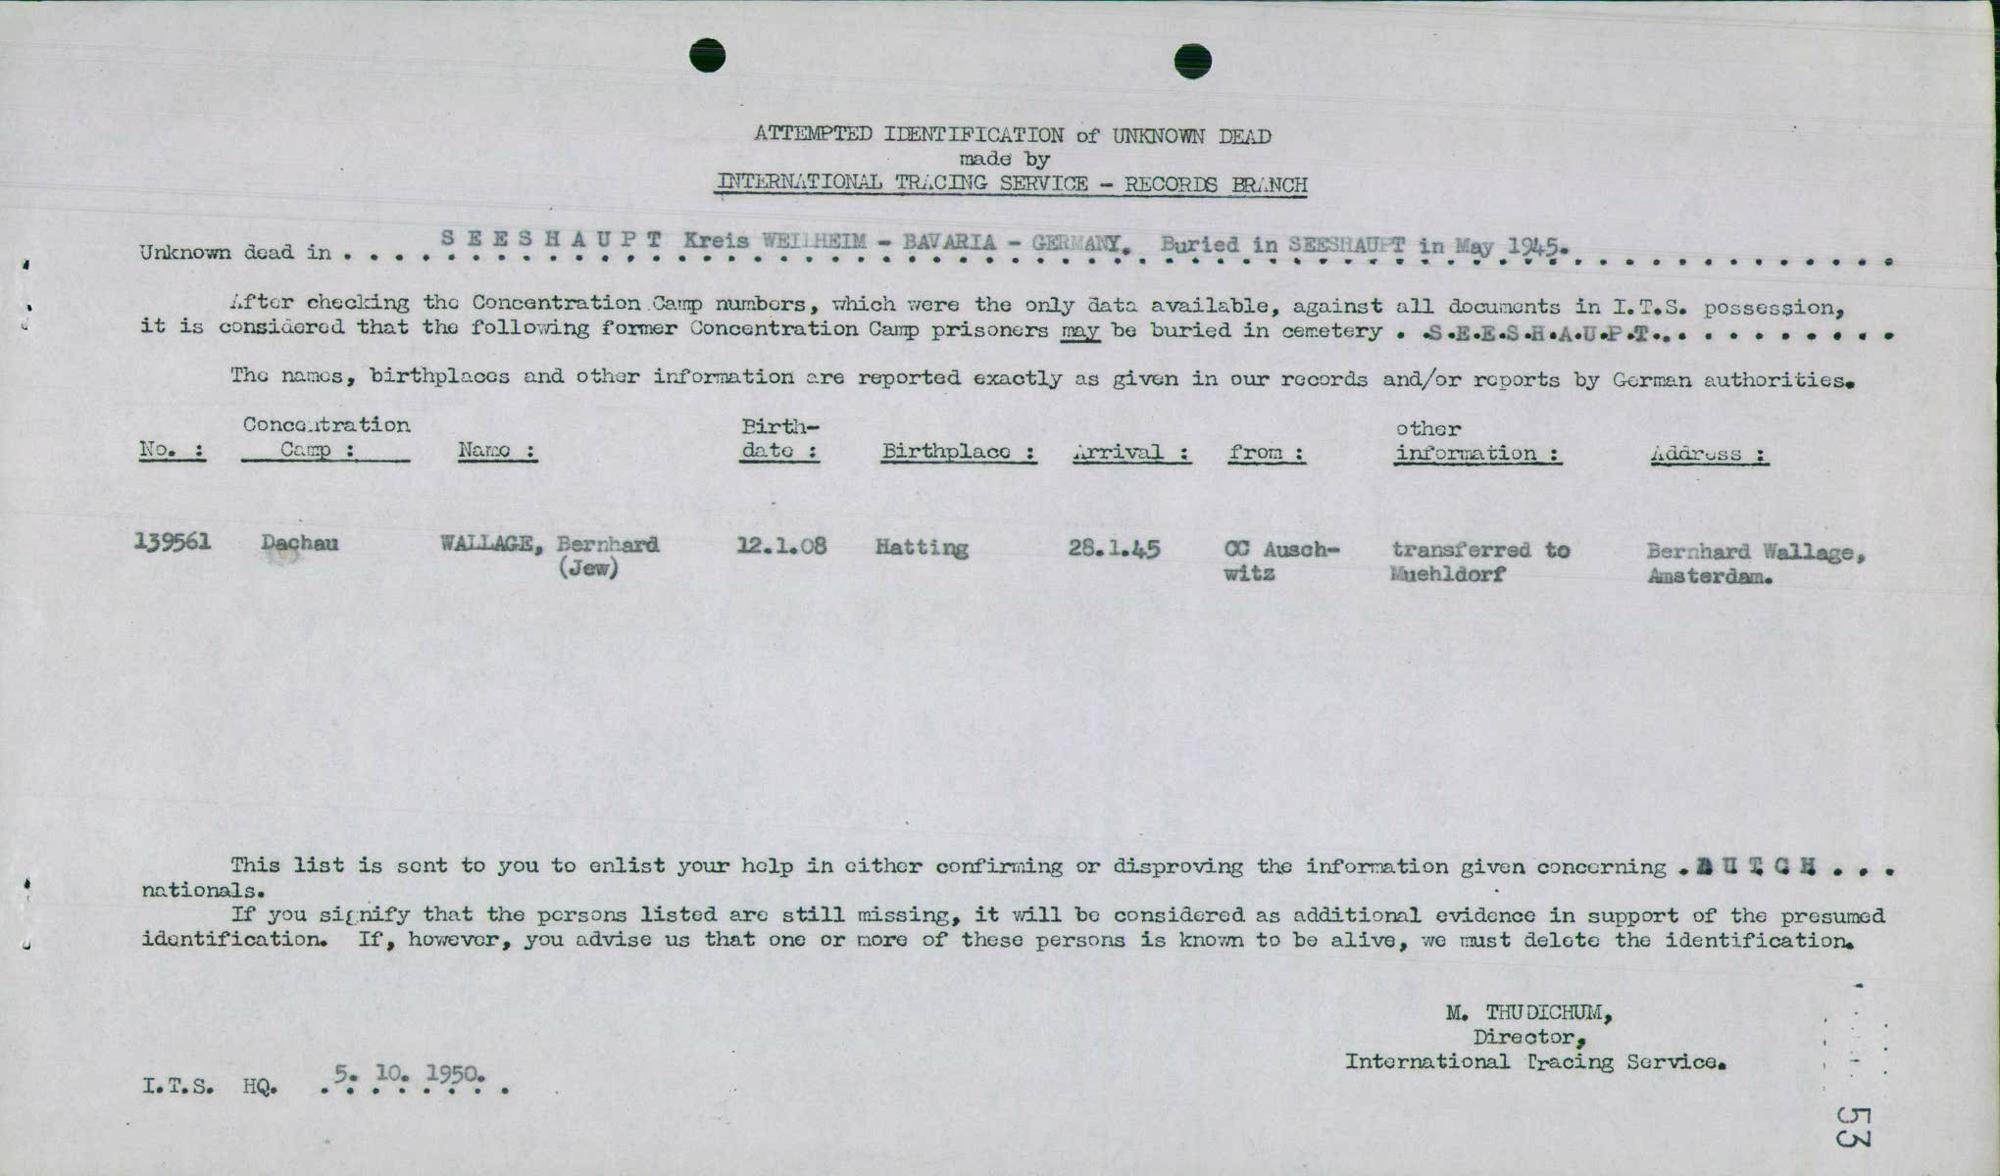 ATTEMPTED IDENTIFICATION of UNKNOWN DEAD
made by
INTERNATIONAL TRACING SERVICE - RECORDS BRANCH
Unknown dead in . . . . S E E S H A U P T Kreis WEILHEIM - BAVARIA - GERMANY. Buried in SEESHAUPT in May 1945.
After checking the Concentration Camp numbers, which were the only data available, against all documents in I.T.S. possession,
it is considered that the following former Concentration Camp prisoners may be buried in cemetery . .S.E.E.S.H.A.U.P.T. . . . . . . . . .
The names, birthplaces and other information are reported exactly as given in our records and/or reports by German authorities.
No. : Concentration Camp : Name : Birth-date : Birthplace : Arrival : from : other information : Address :
139561 Dachau WALLAGE, Bernhard 12.1.08 Hatting 28.1.45 CC Ausch- transferred to Bernhard Wallage,
(Jew) witz Muehldorf Amsterdam.
This list is sent to you to enlist your help in either confirming or disproving the information given concerning . D U T C H . . .
nationals.
If you signify that the persons listed are still missing, it will be considered as additional evidence in support of the presumed
identification. If, however, you advise us that one or more of these persons is known to be alive, we must delete the identification.
M. THUDICHUM,
Director,
International Tracing Service.
I.T.S. HQ. 5. 10. 1950.
53